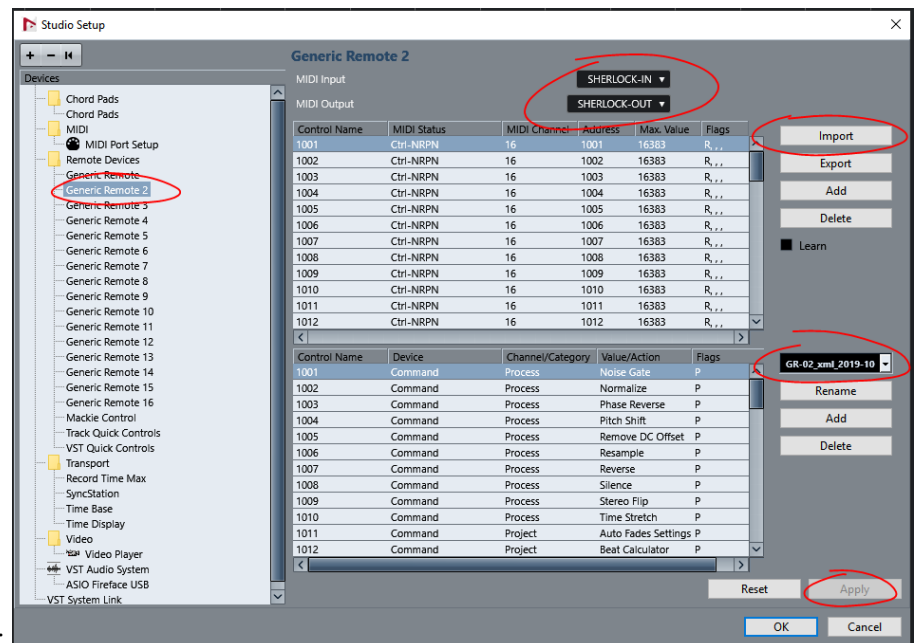 Studio Setup
Devices
Chord Pads
Chord Pads
MIDI
MIDI Port Setup
Remote Devices
Generic Remote
Generic Remote 2
Generic Remote 3
Generic Remote 4
Generic Remote 5
Generic Remote 6
Generic Remote 7
Generic Remote 8
Generic Remote 9
Generic Remote 10
Generic Remote 11
Generic Remote 12
Generic Remote 13
Generic Remote 14
Generic Remote 15
Generic Remote 16
Mackie Control
Track Quick Controls
VST Quick Controls
Transport
Record Time Max
SyncStation
Time Base
Time Display
Video
Video Player
VST Audio System
ASIO Fireface USB
VST System Link
Generic Remote 2
MIDI Input SHERLOCK-IN
MIDI Output SHERLOCK-OUT
Control Name MIDI Status MIDI Channel Address Max. Value Flags
1001 Ctrl-NRPN 16 1001 16383 R, , ,
1002 Ctrl-NRPN 16 1002 16383 R, , ,
1003 Ctrl-NRPN 16 1003 16383 R, , ,
1004 Ctrl-NRPN 16 1004 16383 R, , ,
1005 Ctrl-NRPN 16 1005 16383 R, , ,
1006 Ctrl-NRPN 16 1006 16383 R, , ,
1007 Ctrl-NRPN 16 1007 16383 R, , ,
1008 Ctrl-NRPN 16 1008 16383 R, , ,
1009 Ctrl-NRPN 16 1009 16383 R, , ,
1010 Ctrl-NRPN 16 1010 16383 R, , ,
1011 Ctrl-NRPN 16 1011 16383 R, , ,
1012 Ctrl-NRPN 16 1012 16383 R, , ,
Import
Export
Add
Delete
Learn
Control Name Device Channel/Category Value/Action Flags
1001 Command Process Noise Gate P
1002 Command Process Normalize P
1003 Command Process Phase Reverse P
1004 Command Process Pitch Shift P
1005 Command Process Remove DC Offset P
1006 Command Process Resample P
1007 Command Process Reverse P
1008 Command Process Silence P
1009 Command Process Stereo Flip P
1010 Command Process Time Stretch P
1011 Command Project Auto Fades Settings P
1012 Command Project Beat Calculator P
GR-02_xml_2019-10
Rename
Add
Delete
Reset Apply
OK Cancel